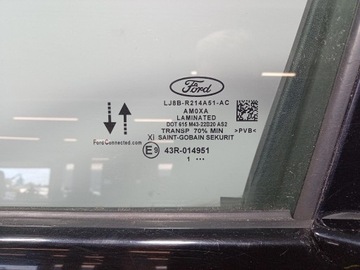 Ford
LJ8B-R214A51-AC
AM0XA
LAMINATED
DOT 615 M43-22D20 AS2
TRANSP 70% MIN >PVB<
Xi SAINT-GOBAIN SEKURIT
FordConnected.com
E9 43R-014951
1 ...